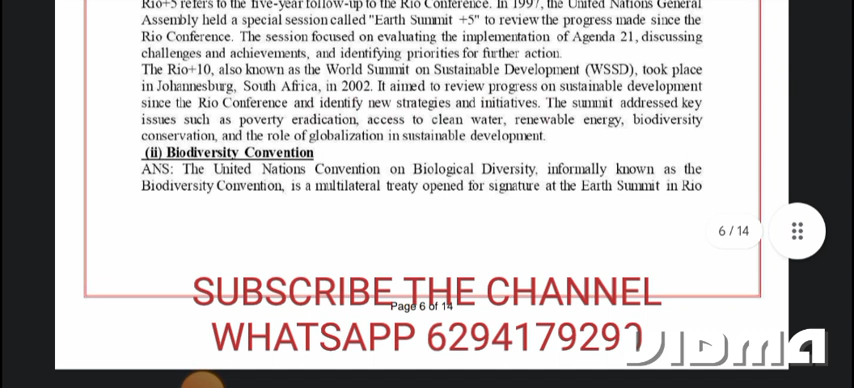 Rio+5 refers to the five-year follow-up to the Rio Conference. In 1997, the United Nations General
Assembly held a special session called "Earth Summit +5" to review the progress made since the
Rio Conference. The session focused on evaluating the implementation of Agenda 21, discussing
challenges and achievements, and identifying priorities for further action.
The Rio+10, also known as the World Summit on Sustainable Development (WSSD), took place
in Johannesburg, South Africa, in 2002. It aimed to review progress on sustainable development
since the Rio Conference and identify new strategies and initiatives. The summit addressed key
issues such as poverty eradication, access to clean water, renewable energy, biodiversity
conservation, and the role of globalization in sustainable development.
(ii) Biodiversity Convention
ANS: The United Nations Convention on Biological Diversity, informally known as the
Biodiversity Convention, is a multilateral treaty opened for signature at the Earth Summit in Rio
6 / 14
SUBSCRIBE THE CHANNEL
Page 6 of 14
WHATSAPP 6294179292